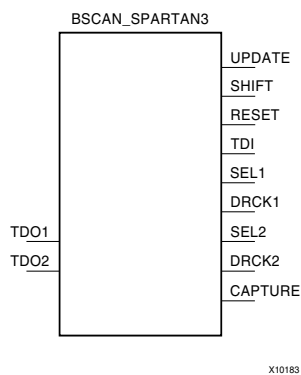 BSCAN_SPARTAN3
UPDATE
SHIFT
RESET
TDI
SEL1
DRCK1
TDO1 SEL2
TDO2 DRCK2
CAPTURE
X10183